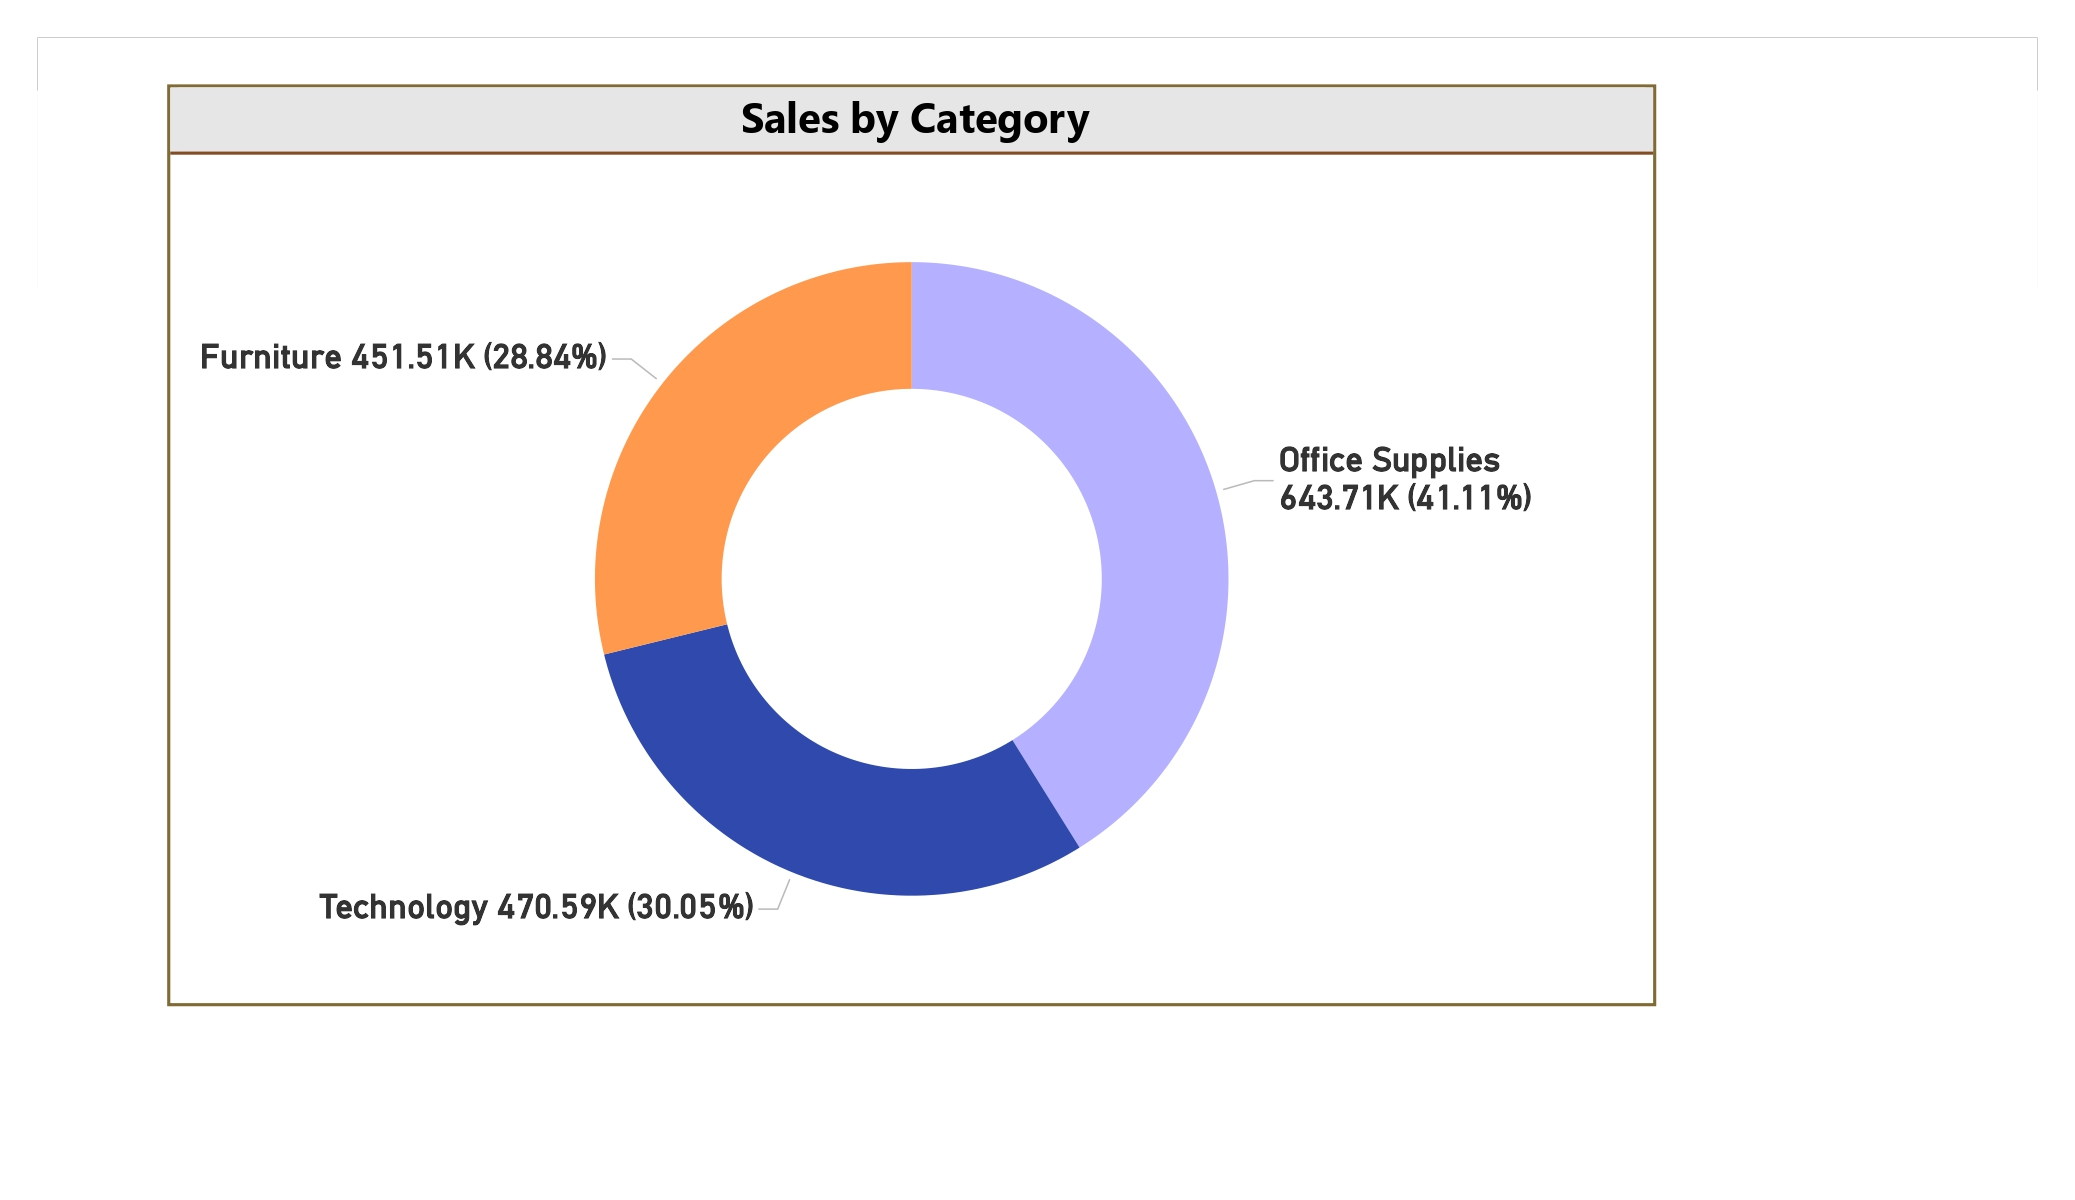 Sales by Category
Furniture 451.51K (28.84%)
Office Supplies
643.71K (41.11%)
Technology 470.59K (30.05%)